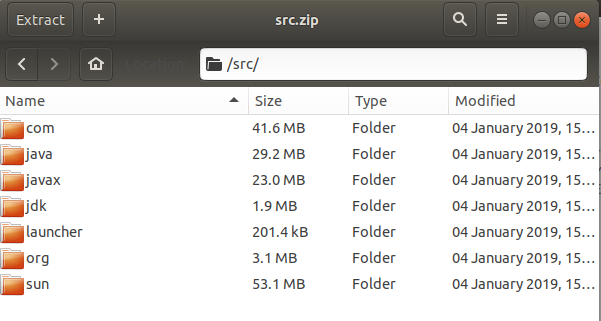 Extract
src.zip
Location:
/src/
Name Size Type Modified
com 41.6 MB Folder 04 January 2019, 15…
java 29.2 MB Folder 04 January 2019, 15…
javax 23.0 MB Folder 04 January 2019, 15…
jdk 1.9 MB Folder 04 January 2019, 15…
launcher 201.4 kB Folder 04 January 2019, 15…
org 3.1 MB Folder 04 January 2019, 15…
sun 53.1 MB Folder 04 January 2019, 15…